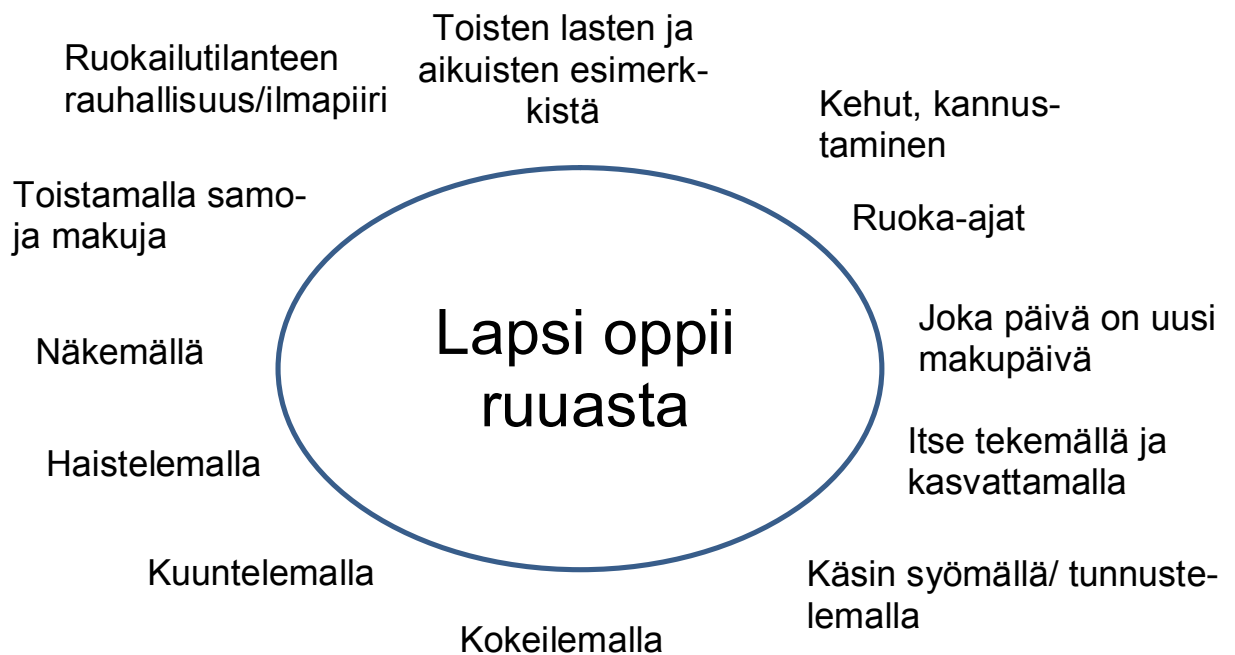 Toisten lasten ja
aikuisten esimerk-
kistä
Ruokailutilanteen
rauhallisuus/ilmapiiri
Kehut, kannus-
taminen
Toistamalla samo-
ja makuja
Ruoka-ajat
Lapsi oppii
ruuasta
Näkemällä
Joka päivä on uusi
makupäivä
Haistelemalla
Itse tekemällä ja
kasvattamalla
Kuuntelemalla
Käsin syömällä/ tunnuste-
lemalla
Kokeilemalla